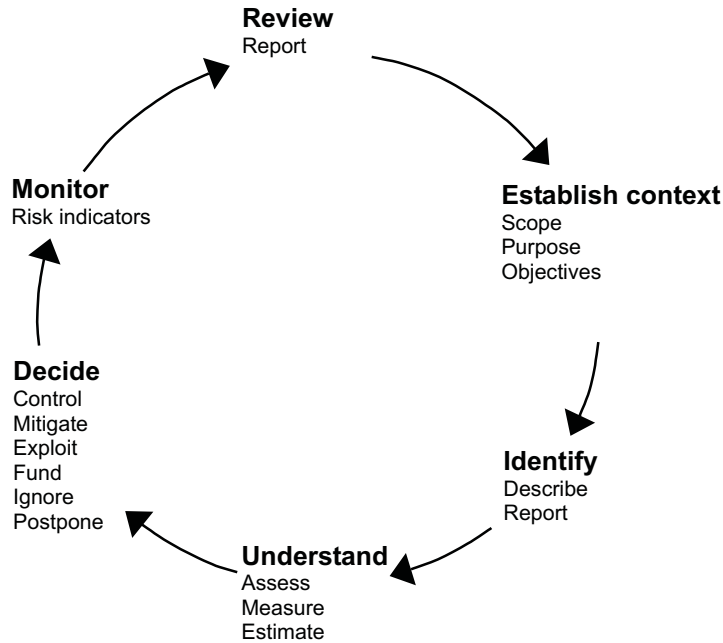 Review
Report
Establish context
Scope
Purpose
Objectives
Identify
Describe
Report
Understand
Assess
Measure
Estimate
Decide
Control
Mitigate
Exploit
Fund
Ignore
Postpone
Monitor
Risk indicators